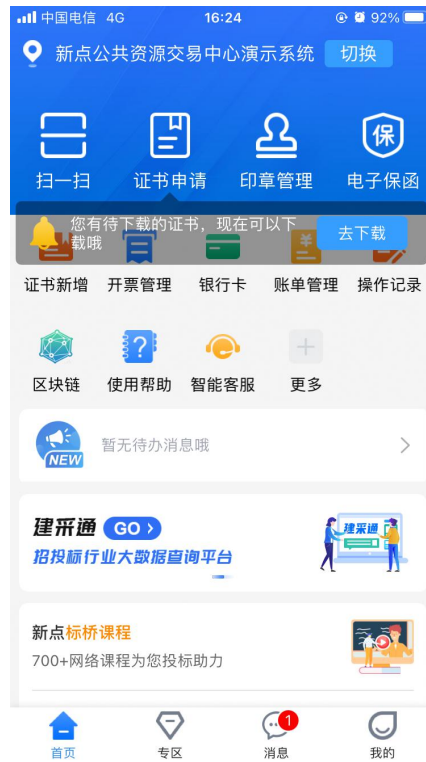 中国电信 4G 16:24 92%
新点公共资源交易中心演示系统 切换
保
扫一扫 证书申请 印章管理 电子保函
您有待下载的证书，现在可以下
载哦
去下载
¥
证书新增 开票管理 银行卡 账单管理 操作记录
?
区块链 使用帮助 智能客服 更多
NEW
暂无待办消息哦
建采通 GO
招投标行业大数据查询平台
建采通
新点标桥课程
700+网络课程为您投标助力
1
首页 专区 消息 我的